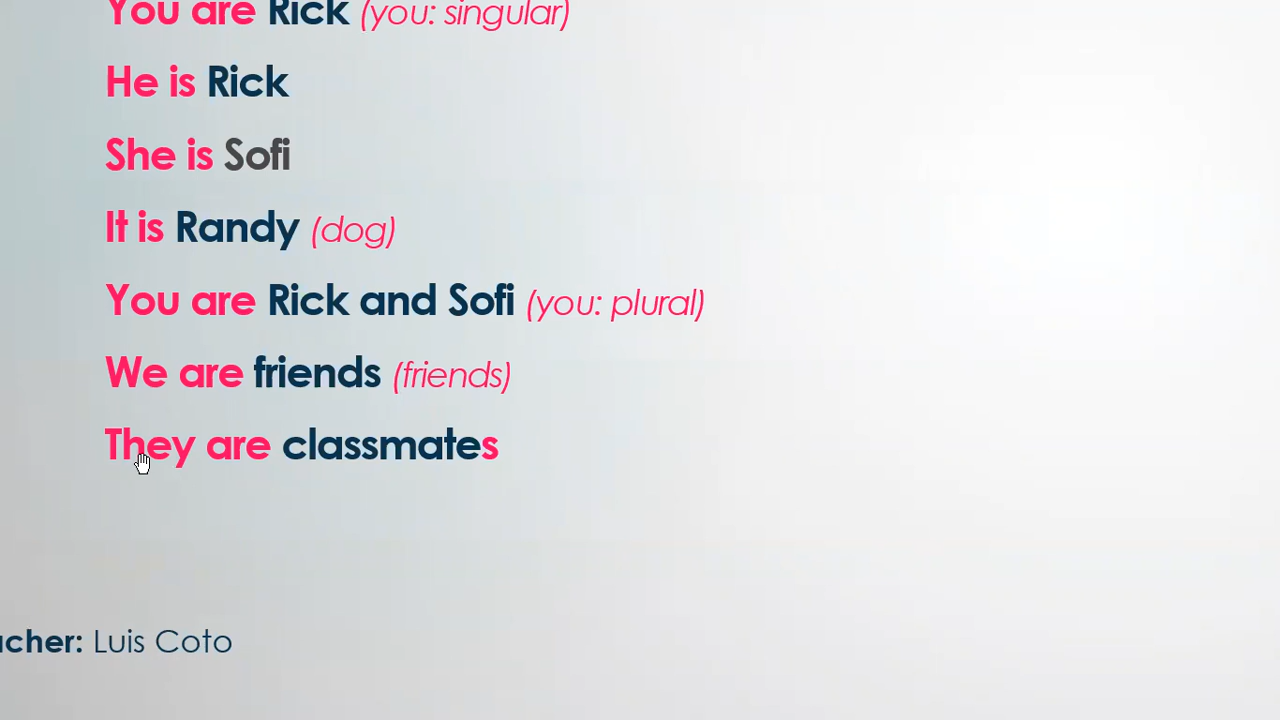 You are Rick (you: singular)
He is Rick
She is Sofi
It is Randy (dog)
You are Rick and Sofi (you: plural)
We are friends (friends)
They are classmates
acher: Luis Coto